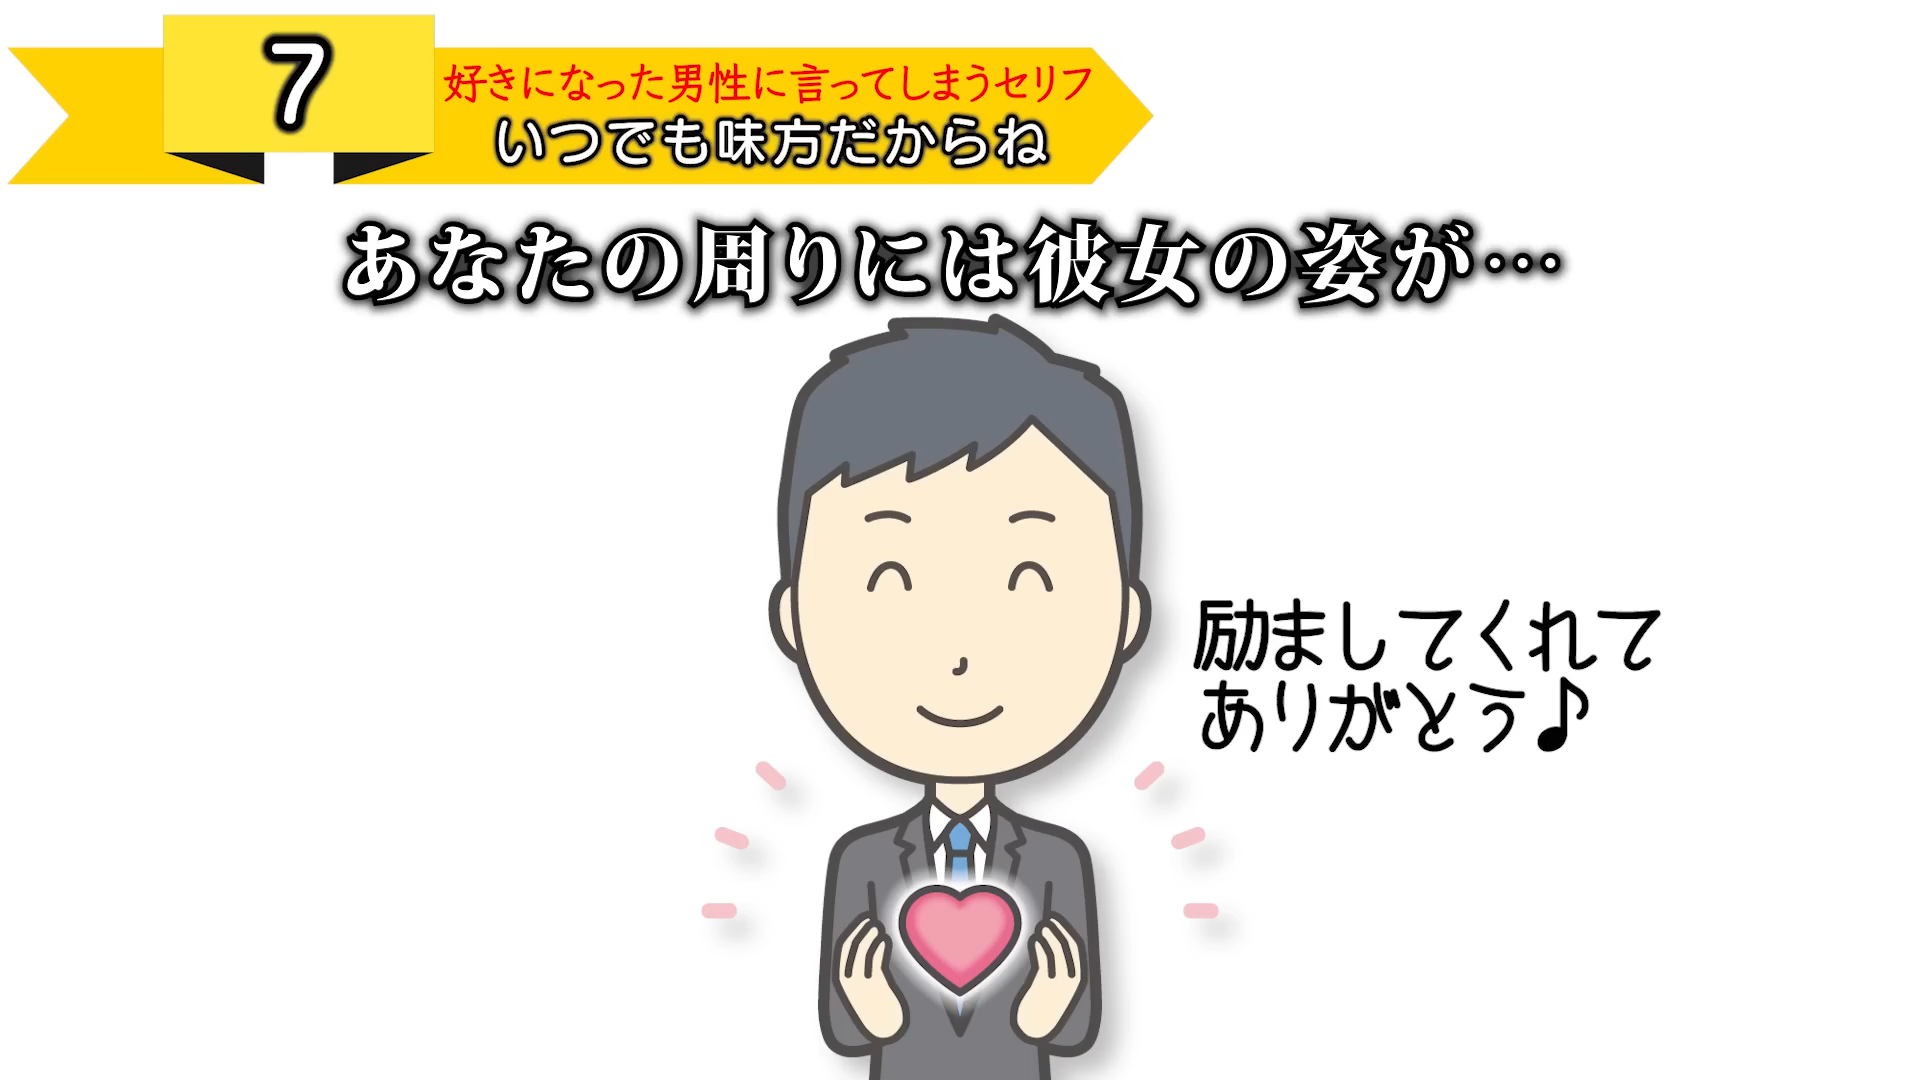 7
好きになった男性に言ってしまうセリフ
いつでも味方だからね
あなたの周りには彼女の姿が…
励ましてくれて
ありがとう♪